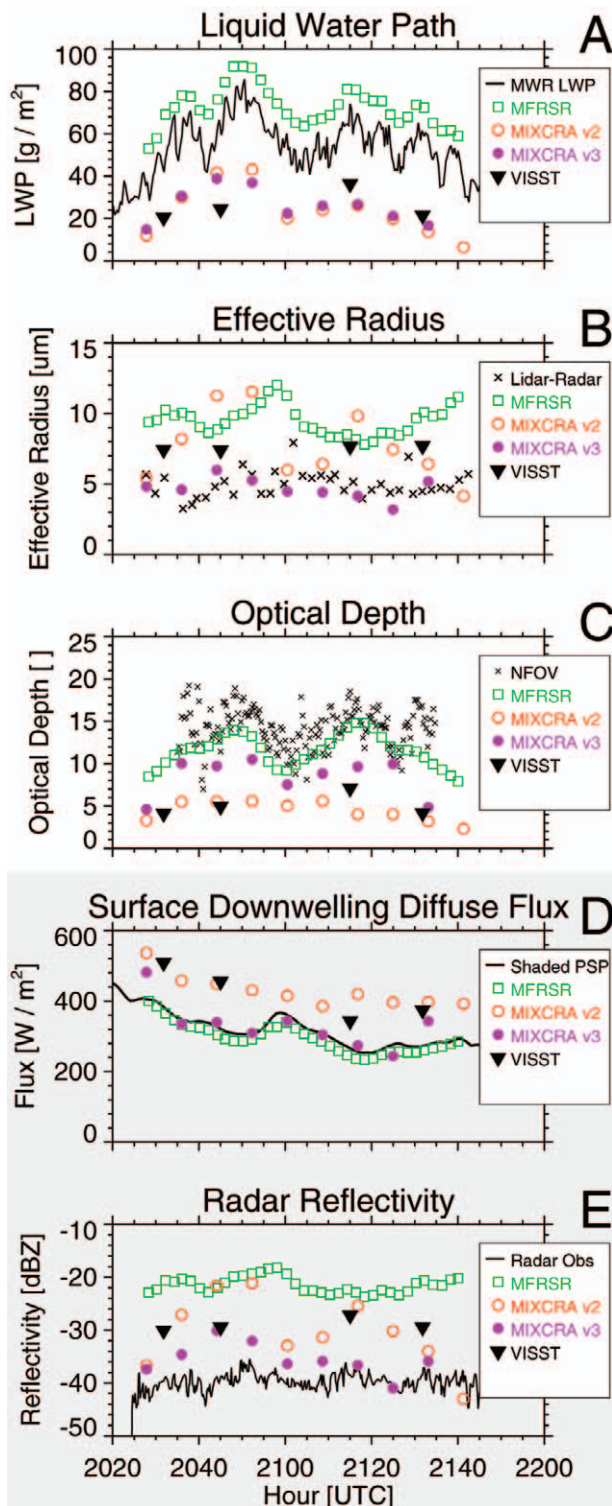 Liquid Water Path
A
LWP [g / m²]
100
80
60
40
20
0
MWR LWP
MFRSR
MIXCRA v2
MIXCRA v3
VISST
Effective Radius
B
Effective Radius [um]
15
10
5
0
Lidar-Radar
MFRSR
MIXCRA v2
MIXCRA v3
VISST
Optical Depth
C
Optical Depth [ ]
25
20
15
10
5
0
NFOV
MFRSR
MIXCRA v2
MIXCRA v3
VISST
Surface Downwelling Diffuse Flux
D
Flux [W / m²]
600
400
200
0
Shaded PSP
MFRSR
MIXCRA v2
MIXCRA v3
VISST
Radar Reflectivity
E
Reflectivity [dBZ]
-10
-20
-30
-40
-50
Radar Obs
MFRSR
MIXCRA v2
MIXCRA v3
VISST
2020 2040 2100 2120 2140 2200
Hour [UTC]